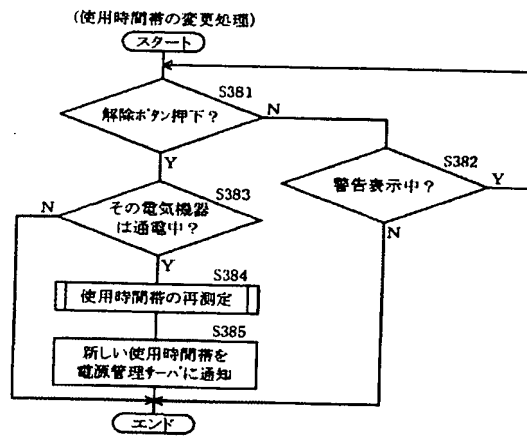 (使用時間帯の変更処理)
スタート
S381
解除ボタン押下?
N
Y
S382
警告表示中?
Y
N
S383
N
その電気機器
は通電中?
Y
S384
使用時間帯の再測定
S385
新しい使用時間帯を
電源管理サーバに通知
エンド